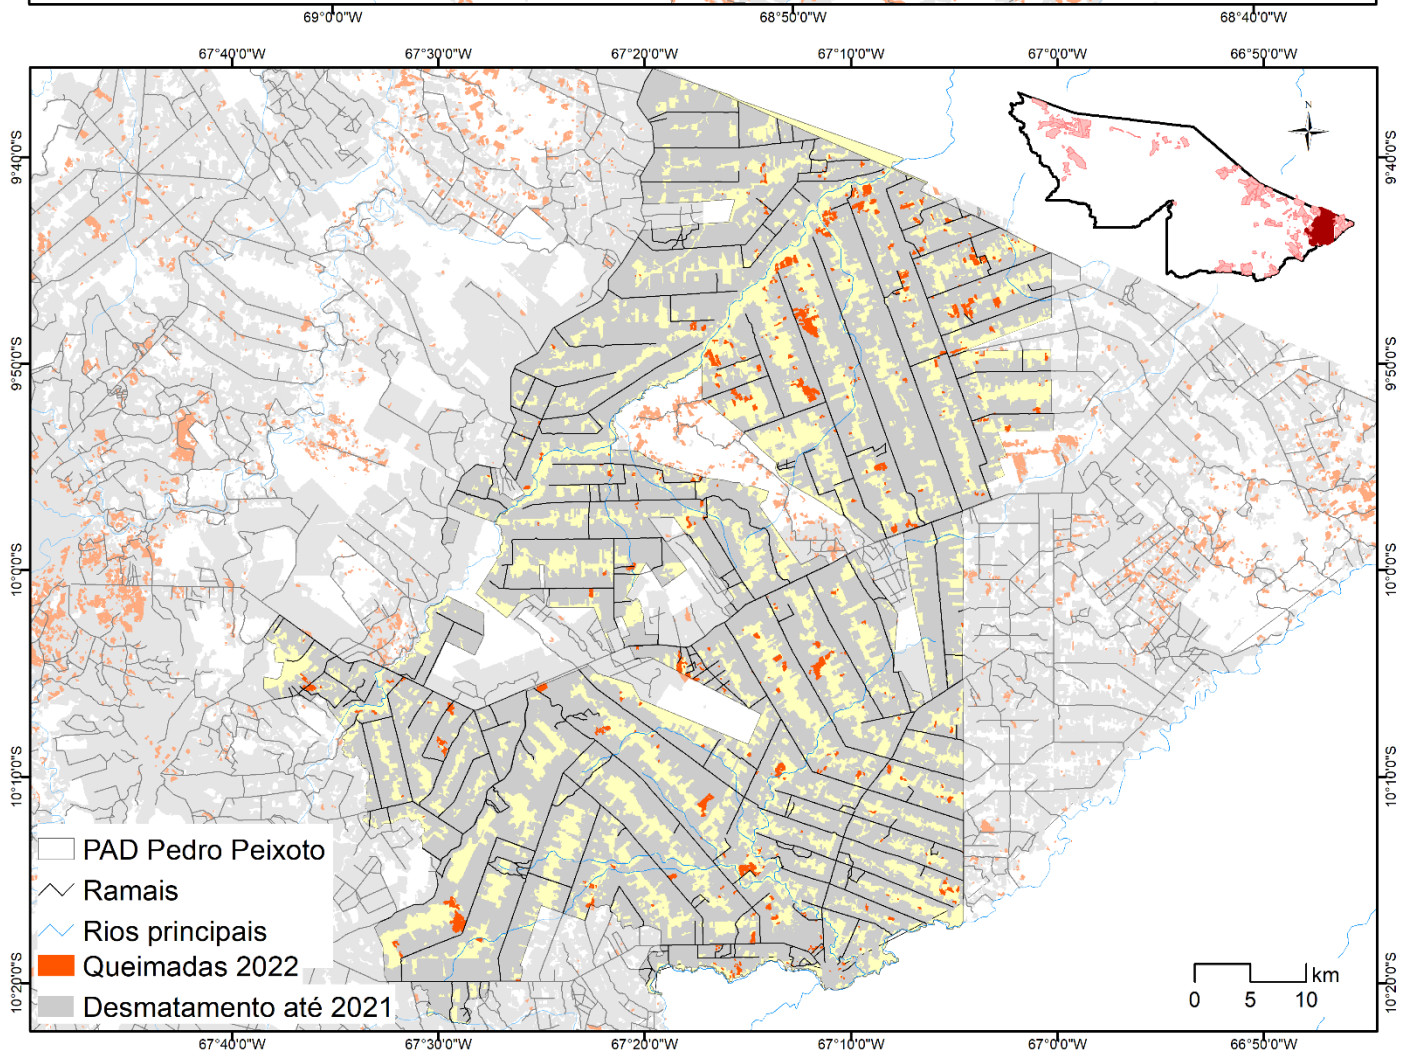 69°0'0"W 68°50'0"W 68°40'0"W
67°40'0"W 67°30'0"W 67°20'0"W 67°10'0"W 67°0'0"W 66°50'0"W
N
9°40'0"S 9°40'0"S
9°50'0"S 9°50'0"S
10°0'0"S 10°0'0"S
10°10'0"S 10°10'0"S
PAD Pedro Peixoto
Ramais
Rios principais
Queimadas 2022
Desmatamento até 2021
10°20'0"S 10°20'0"S
km
0 5 10
67°40'0"W 67°30'0"W 67°20'0"W 67°10'0"W 67°0'0"W 66°50'0"W